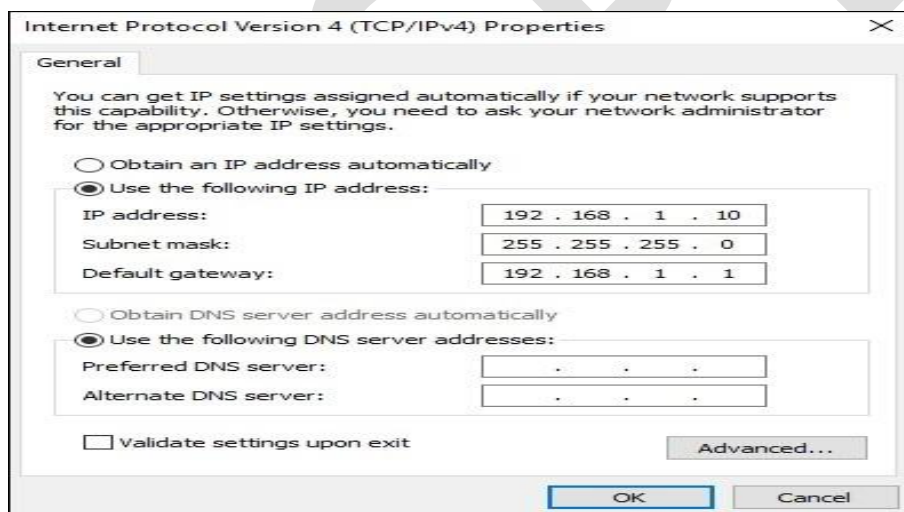 Internet Protocol Version 4 (TCP/IPv4) Properties
General
You can get IP settings assigned automatically if your network supports
this capability. Otherwise, you need to ask your network administrator
for the appropriate IP settings.
Obtain an IP address automatically
Use the following IP address:
IP address: 192 . 168 . 1 . 10
Subnet mask: 255 . 255 . 255 . 0
Default gateway: 192 . 168 . 1 . 1
Obtain DNS server address automatically
Use the following DNS server addresses:
Preferred DNS server: . . .
Alternate DNS server: . . .
Validate settings upon exit
Advanced...
OK Cancel